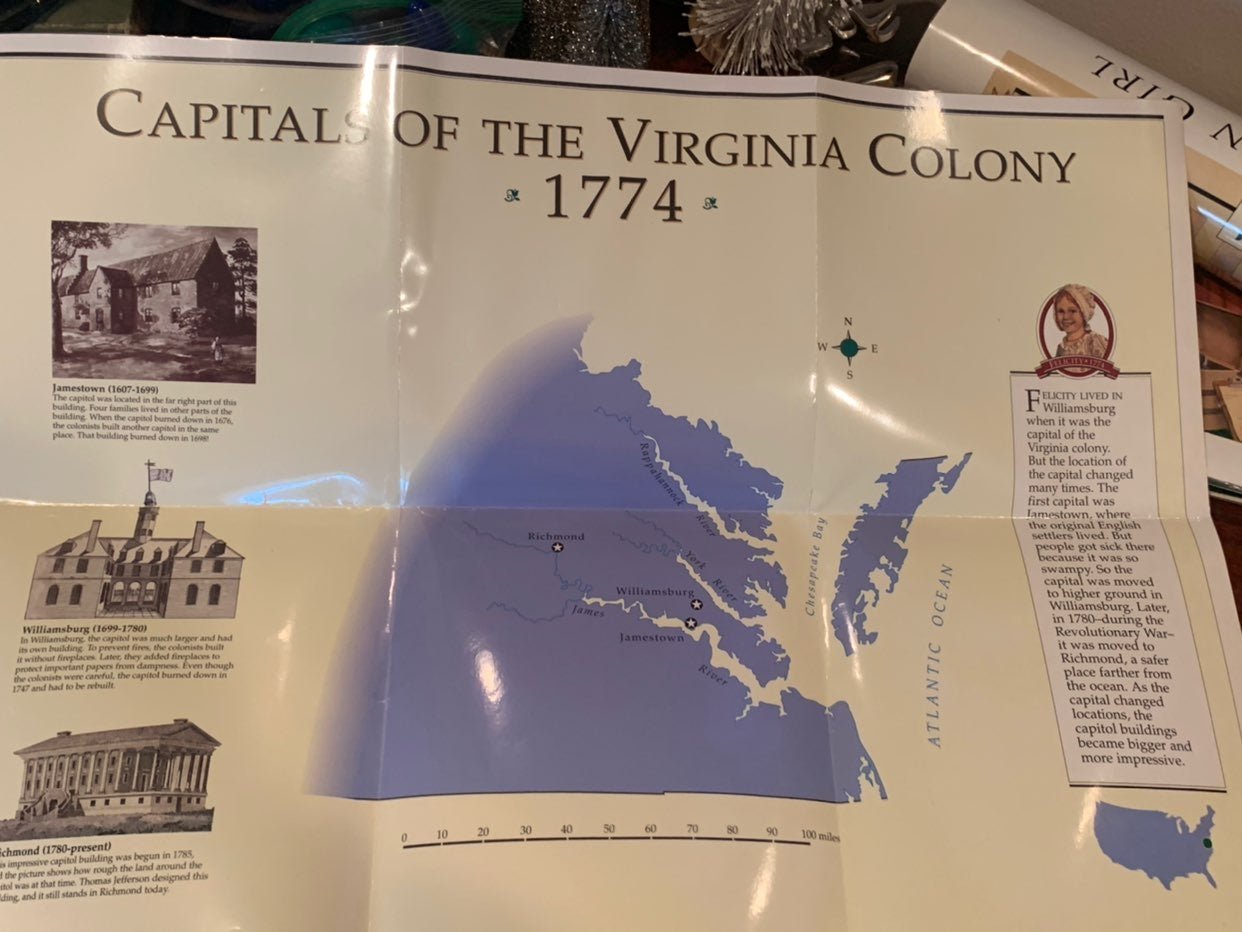 CAPITALS OF THE VIRGINIA COLONY
1774
Jamestown (1607-1699)
The capitol was located in the far right part of this
building. Four families lived in other parts of the
building. When the capitol burned down in 1676,
the colonists built another capitol in the same
place. That building burned down in 1698!
Williamsburg (1699-1780)
In Williamsburg, the capitol was much larger and had
its own building. To prevent fires, the colonists built
it without fireplaces. Later, they added fireplaces to
protect important papers from dampness. Even though
the colonists were careful, the capitol burned down in
1747 and had to be rebuilt.
chmond (1780-present)
is impressive capitol building was begun in 1785,
the picture shows how rough the land around the
itol was at that time. Thomas Jefferson designed this
ding, and it still stands in Richmond today.
N
W E
S
Rappahannock River
Richmond
York River
Williamsburg
James River
Jamestown
Chesapeake Bay
ATLANTIC OCEAN
0 10 20 30 40 50 60 70 80 90 100 miles
FELICITY·1774
FELICITY LIVED IN
Williamsburg
when it was the
capital of the
Virginia colony.
But the location of
the capital changed
many times. The
first capital was
Jamestown, where
the original English
settlers lived. But
people got sick there
because it was so
swampy. So the
capital was moved
to higher ground in
Williamsburg. Later,
in 1780–during the
Revolutionary War–
it was moved to
Richmond, a safer
place farther from
the ocean. As the
capital changed
locations, the
capitol buildings
became bigger and
more impressive.
N GIRL